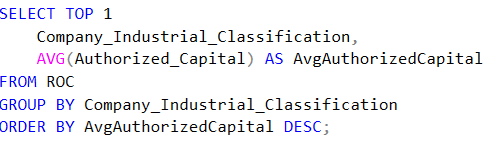 SELECT TOP 1
    Company_Industrial_Classification,
    AVG(Authorized_Capital) AS AvgAuthorizedCapital
FROM ROC
GROUP BY Company_Industrial_Classification
ORDER BY AvgAuthorizedCapital DESC;